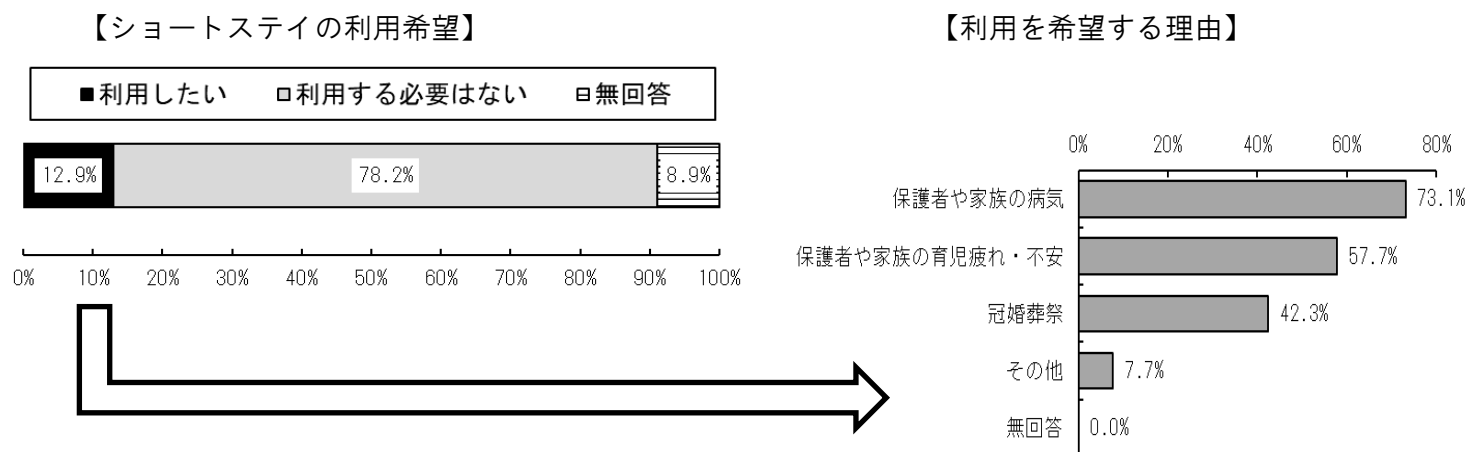 【ショートステイの利用希望】
■利用したい □利用する必要はない 日無回答
12.9% 78.2% 8.9%
0% 10% 20% 30% 40% 50% 60% 70% 80% 90% 100%
【利用を希望する理由】
0% 20% 40% 60% 80%
保護者や家族の病気 73.1%
保護者や家族の育児疲れ・不安 57.7%
冠婚葬祭 42.3%
その他 7.7%
無回答 0.0%